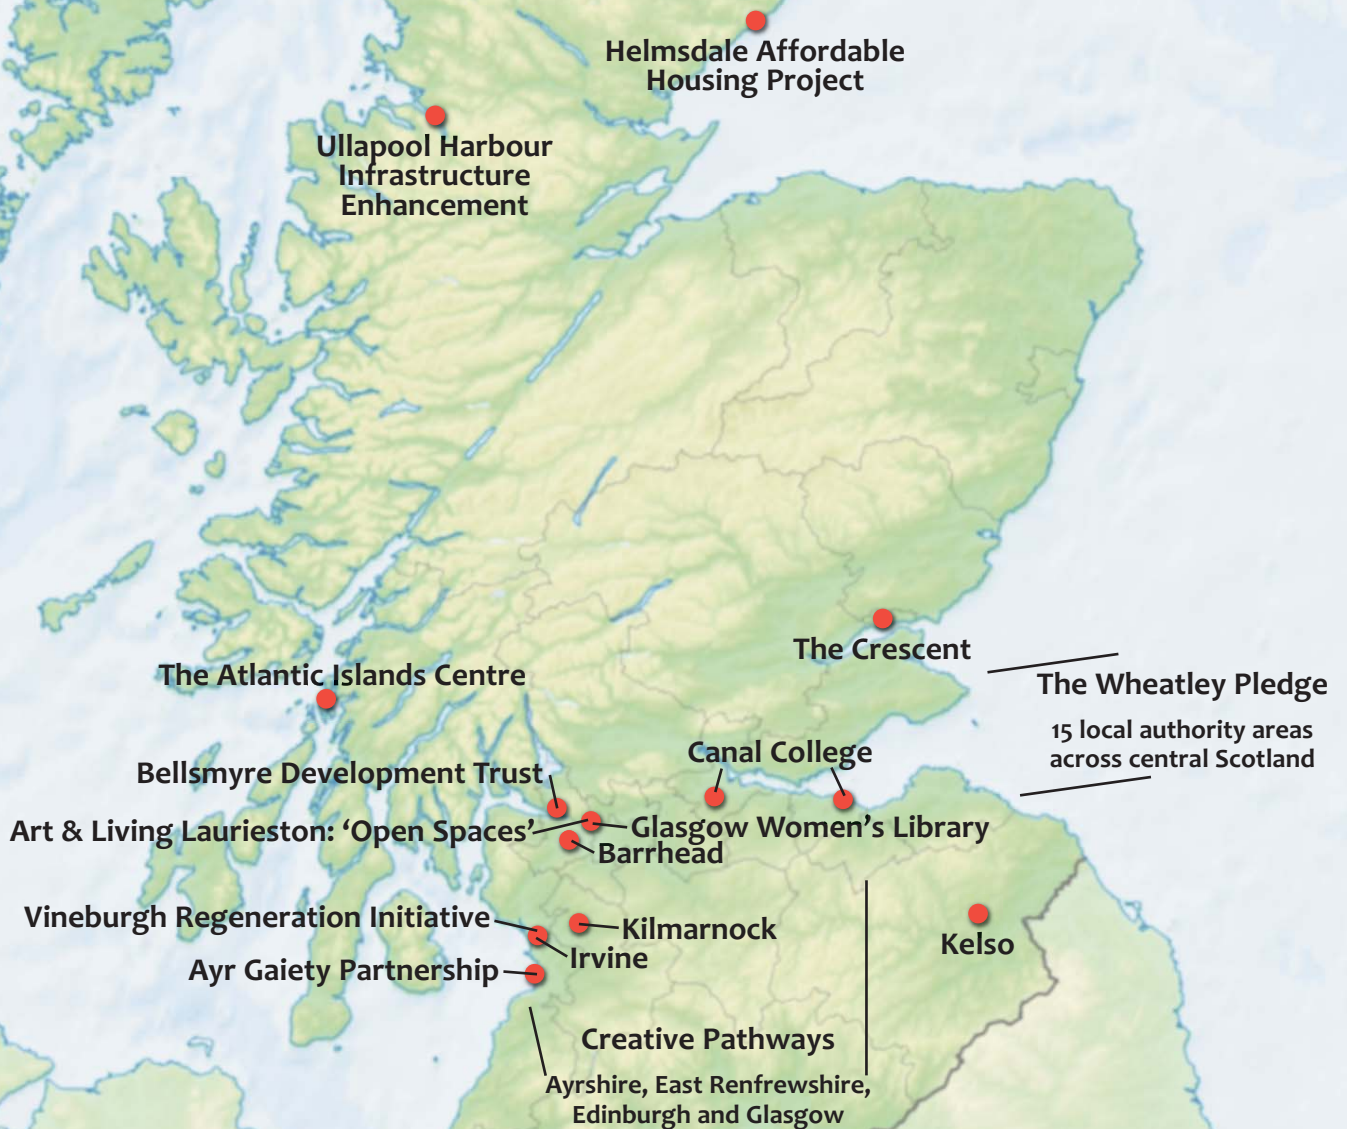 Helmsdale Affordable
Housing Project
Ullapool Harbour
Infrastructure
Enhancement
The Crescent
The Atlantic Islands Centre
The Wheatley Pledge
15 local authority areas
across central Scotland
Canal College
Bellsmyre Development Trust
Art & Living Laurieston: ‘Open Spaces’
Glasgow Women’s Library
Barrhead
Vineburgh Regeneration Initiative
Kilmarnock
Irvine
Kelso
Ayr Gaiety Partnership
Creative Pathways
Ayrshire, East Renfrewshire,
Edinburgh and Glasgow